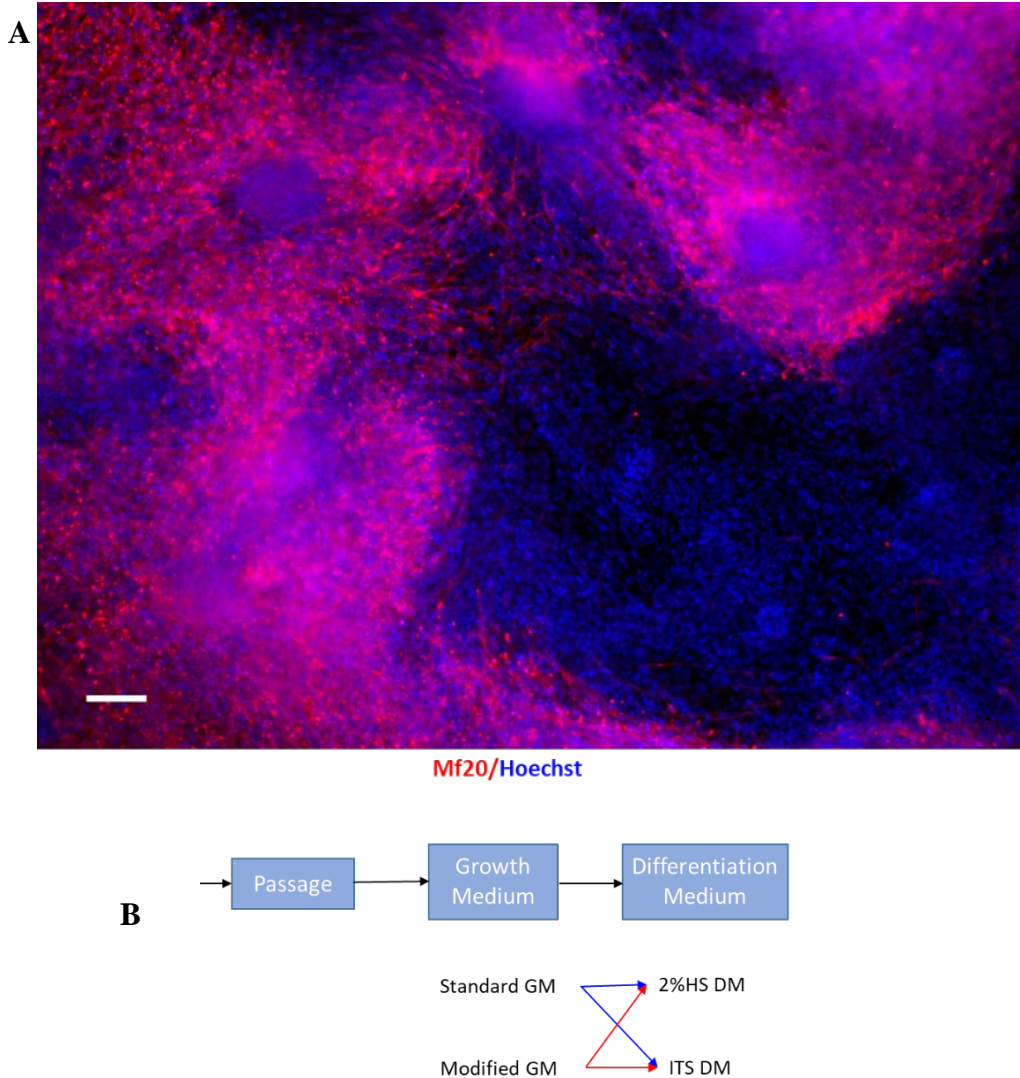 A
Mf20/Hoechst
B
Passage
Growth
Medium
Differentiation
Medium
Standard GM
2%HS DM
Modified GM
ITS DM